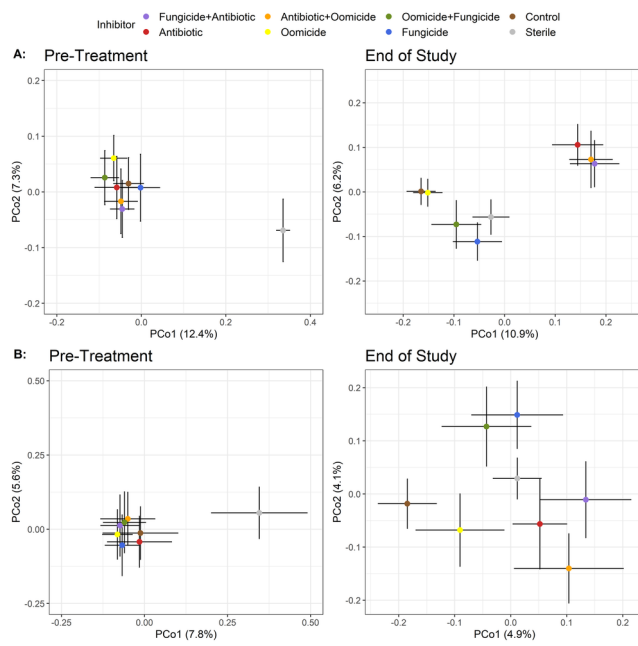 Inhibitor
Fungicide+Antibiotic
Antibiotic+Oomicide
Oomicide+Fungicide
Control
Antibiotic
Oomicide
Fungicide
Sterile
A: Pre-Treatment
End of Study
PCo2 (7.3%)
0.2
0.1
0.0
-0.1
-0.2
-0.2 0.0 0.2 0.4
PCo1 (12.4%)
PCo2 (6.2%)
0.2
0.1
0.0
-0.1
-0.2
-0.2 -0.1 0.0 0.1 0.2
PCo1 (10.9%)
B: Pre-Treatment
End of Study
PCo2 (5.6%)
0.50
0.25
0.00
-0.25
-0.25 0.00 0.25 0.50
PCo1 (7.8%)
PCo2 (4.1%)
0.2
0.1
0.0
-0.1
-0.2
-0.2 -0.1 0.0 0.1 0.2
PCo1 (4.9%)